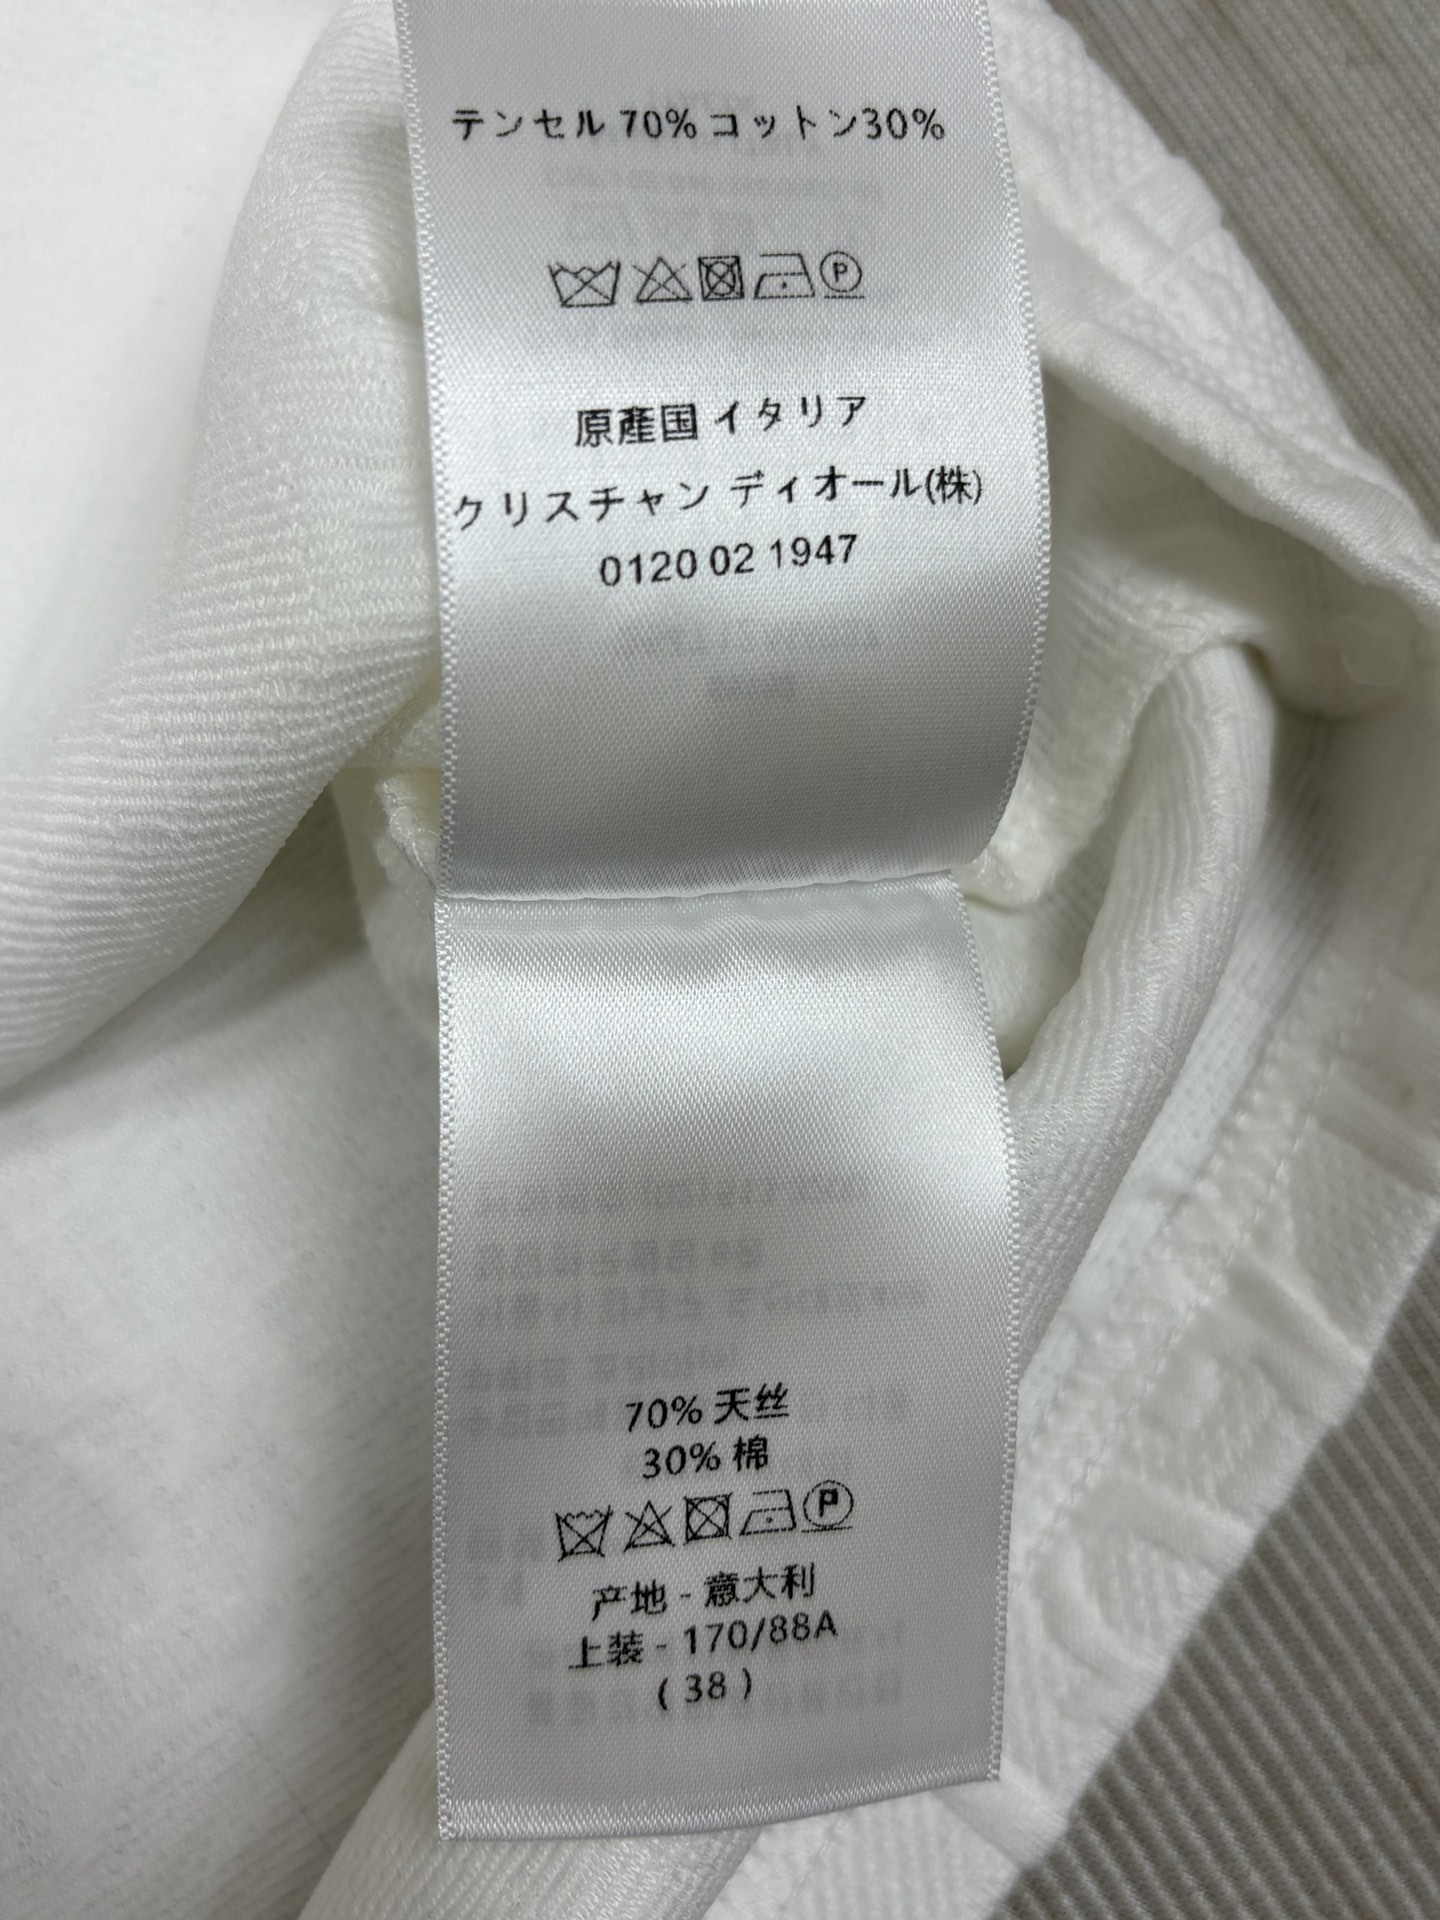 テンセル 70% コットン30%
P
原産国 イタリア
クリスチャン ディオール(株)
0120 02 1947
70% 天丝
30% 棉
P
产地 - 意大利
上装 - 170/88A
( 38 )